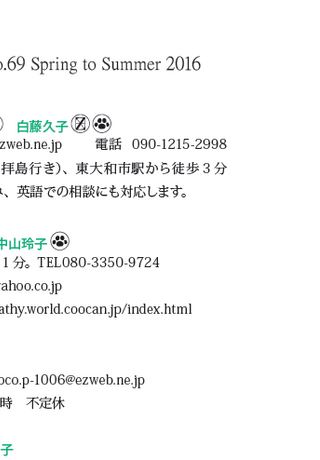 o.69 Spring to Summer 2016
白藤久子
zweb.ne.jp　電話 090-1215-2998
拝島行き）、東大和市駅から徒歩３分
、英語での相談にも対応します。
中山玲子
１分。TEL080-3350-9724
ahoo.co.jp
athy.world.coocan.jp/index.html
oco.p-1006@ezweb.ne.jp
時　不定休
子